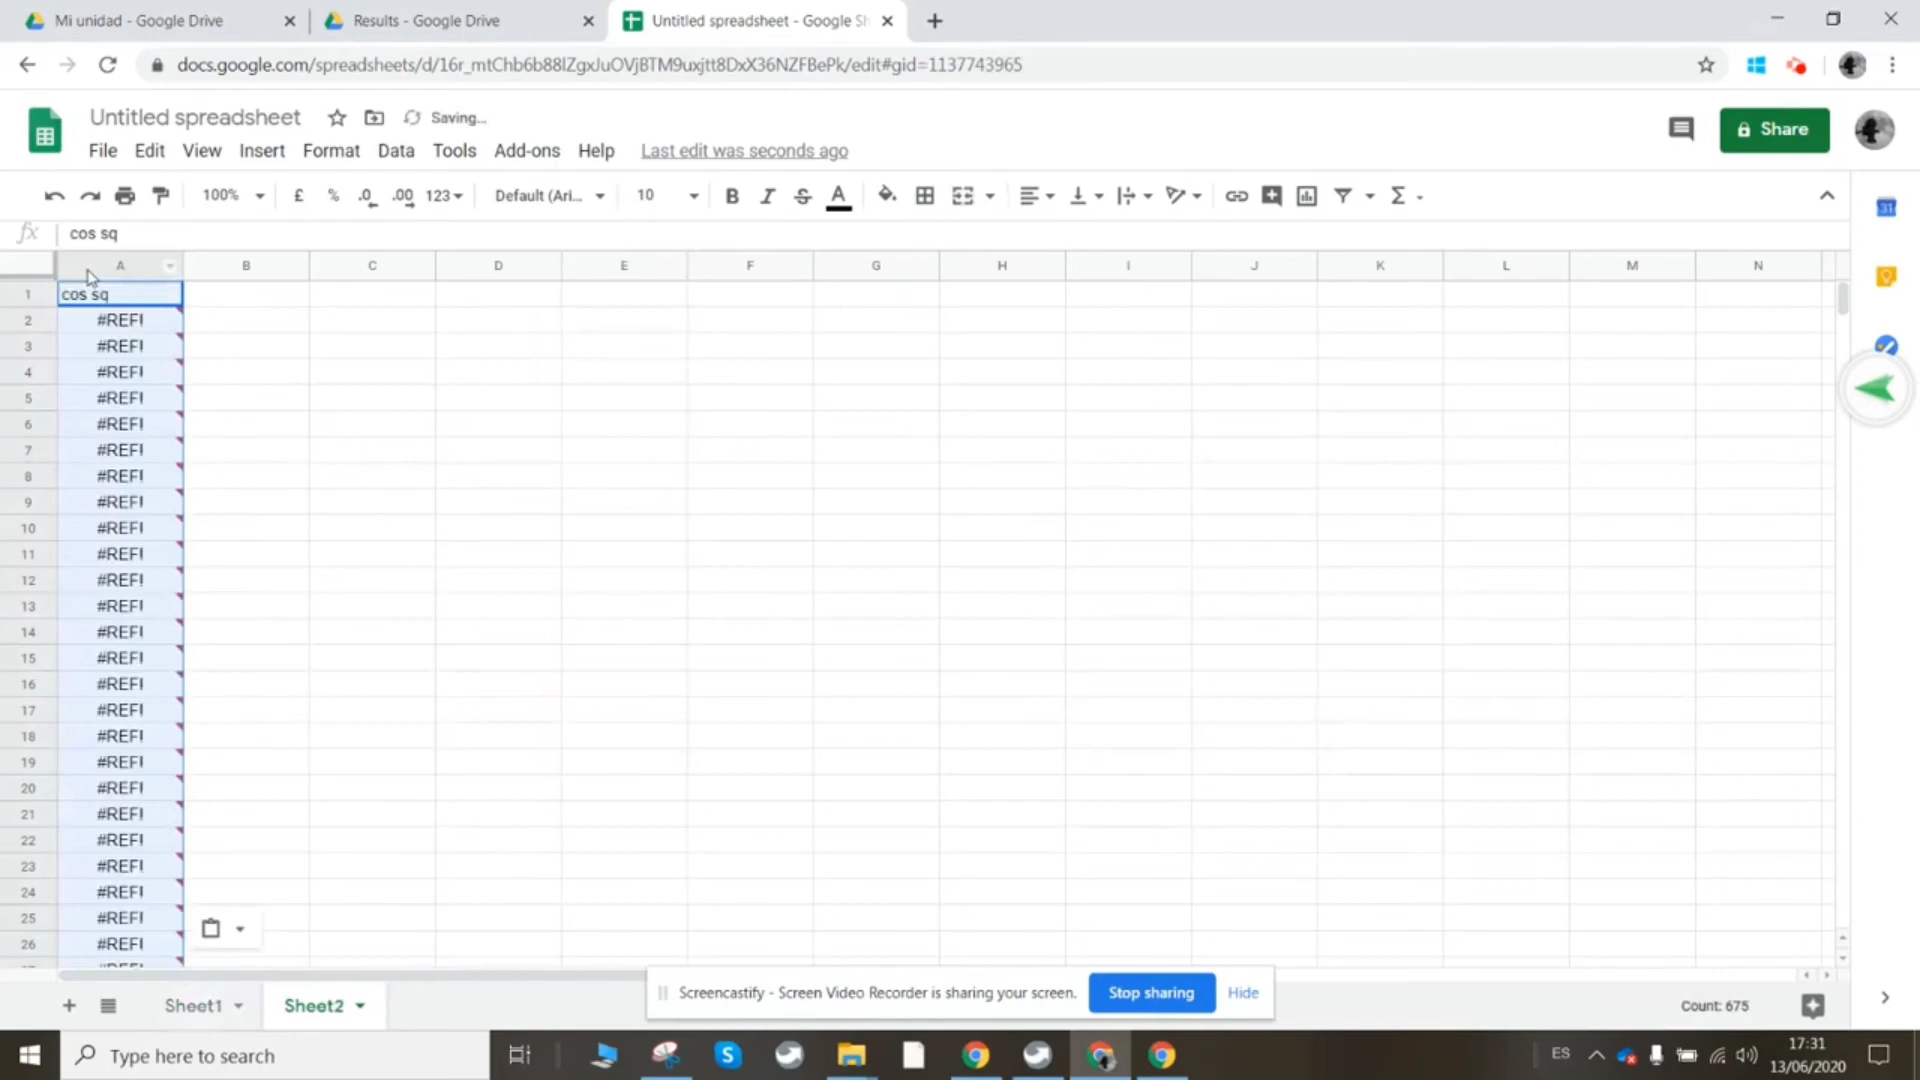 Mi unidad - Google Drive
Results - Google Drive
Untitled spreadsheet - Google Sh
docs.google.com/spreadsheets/d/16r_mtChb6b88lZgxJuOVjBTM9uxjtt8DxX36NZFBePk/edit#gid=1137743965
Untitled spreadsheet
Saving...
Share
File Edit View Insert Format Data Tools Add-ons Help Last edit was seconds ago
100% £ % .0 .00 123 Default (Ari... 10 B I S A Σ
31
fx cos sq
A B C D E F G H I J K L M N
1 cos sq
2 #REF!
3 #REF!
4 #REF!
5 #REF!
6 #REF!
7 #REF!
8 #REF!
9 #REF!
10 #REF!
11 #REF!
12 #REF!
13 #REF!
14 #REF!
15 #REF!
16 #REF!
17 #REF!
18 #REF!
19 #REF!
20 #REF!
21 #REF!
22 #REF!
23 #REF!
24 #REF!
25 #REF!
26 #REF!
#REF!
Screencastify - Screen Video Recorder is sharing your screen. Stop sharing Hide
Sheet1 Sheet2 Count: 675
Type here to search
ES
17:31
13/06/2020